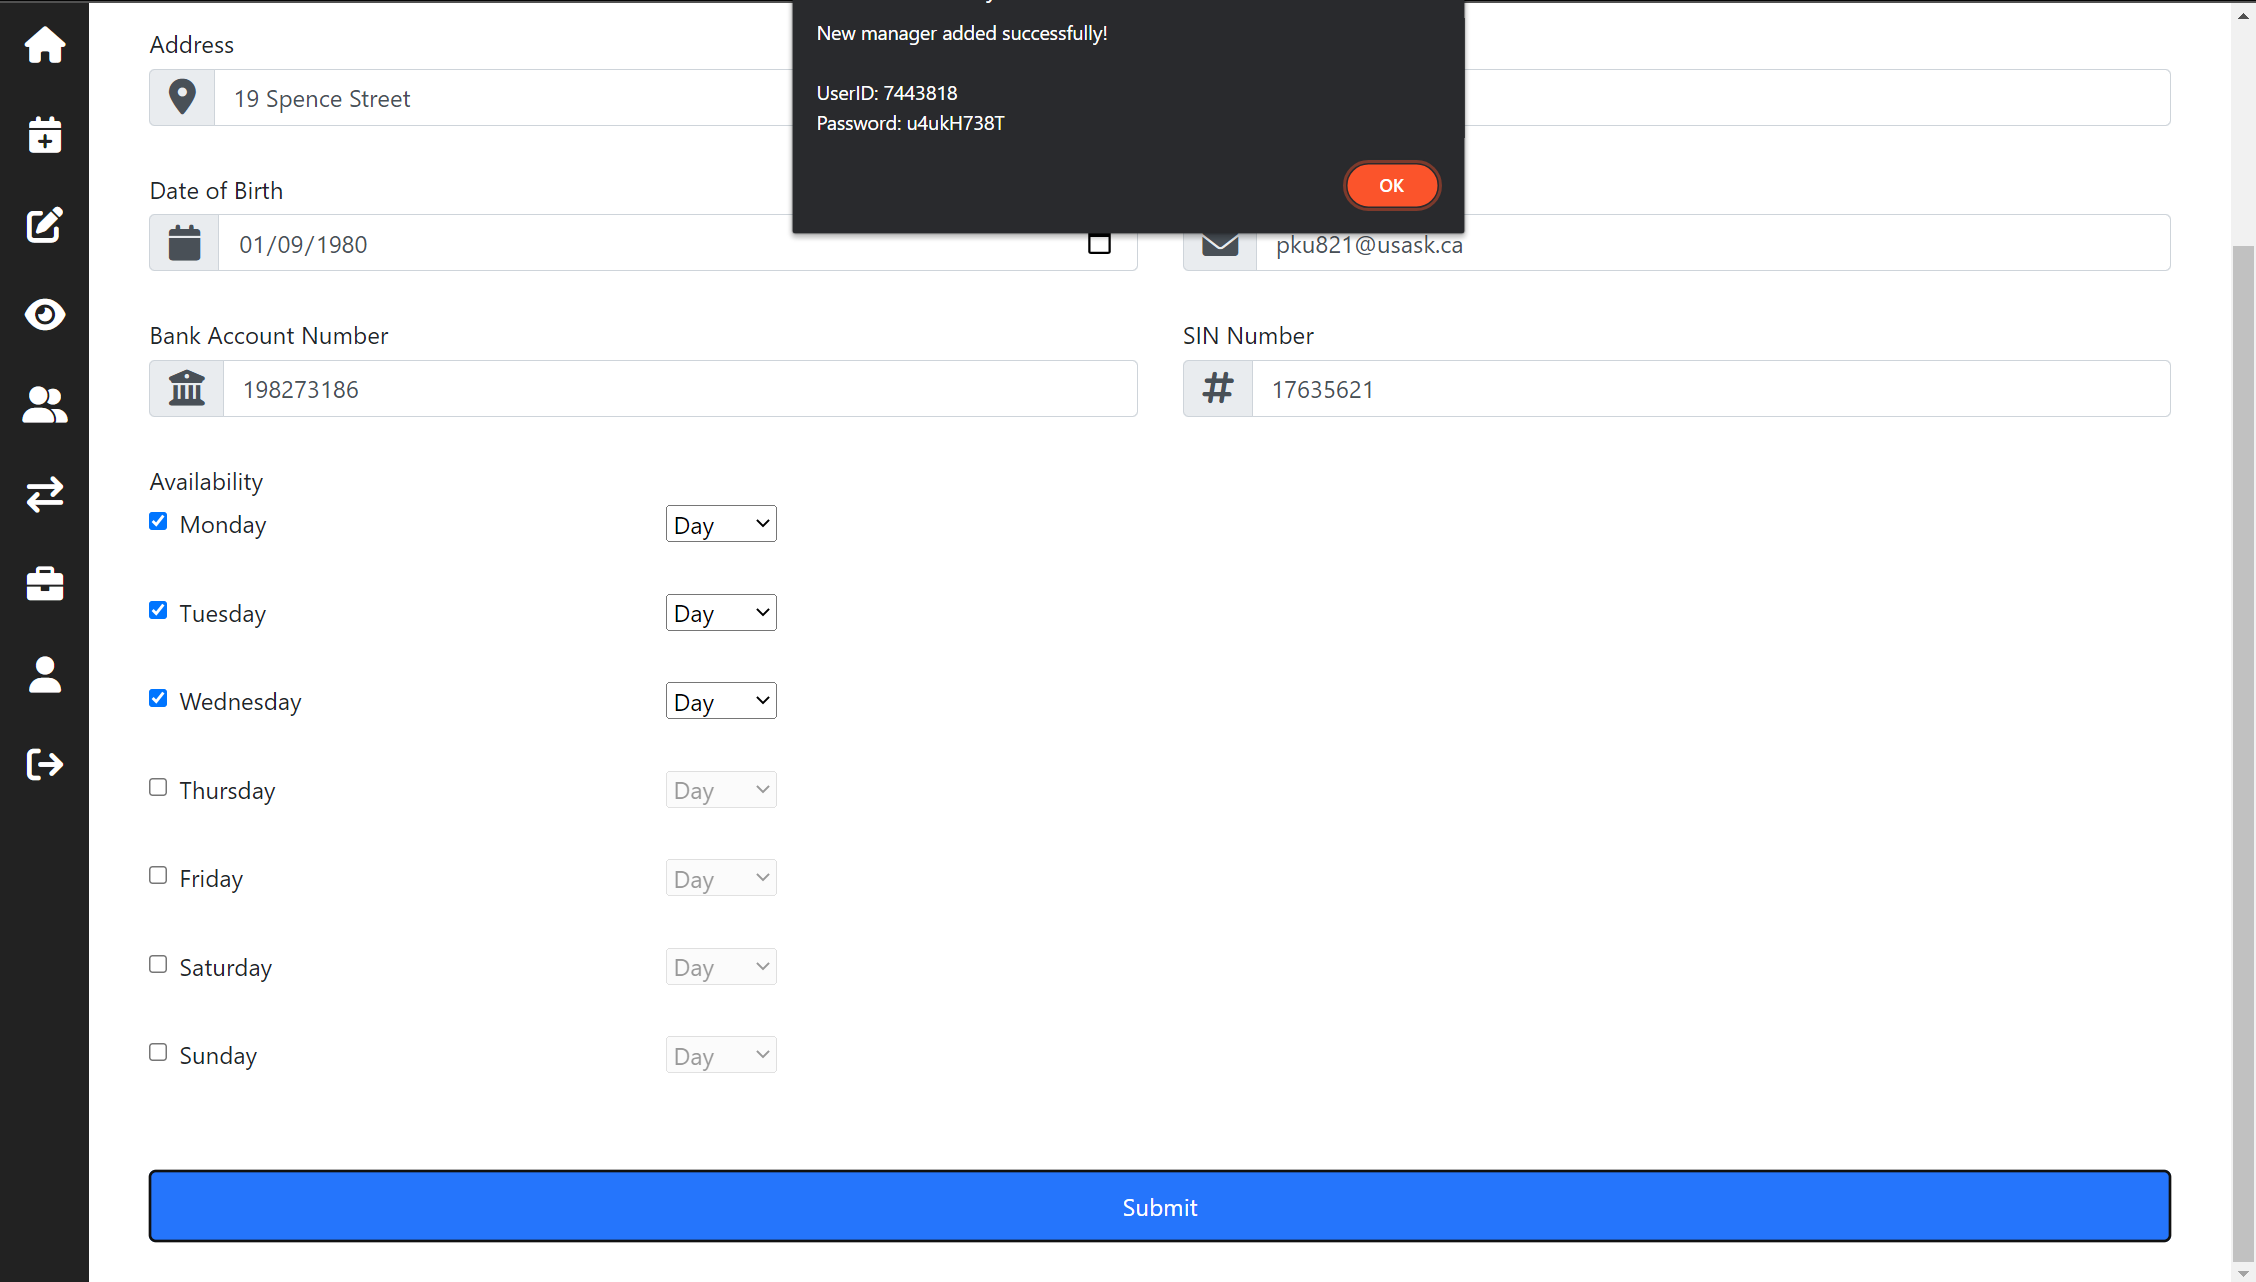 New manager added successfully!
UserID: 7443818
Password: u4ukH738T
OK
Address
19 Spence Street
Date of Birth
01/09/1980
pku821@usask.ca
Bank Account Number
198273186
SIN Number
17635621
Availability
Monday Day
Tuesday Day
Wednesday Day
Thursday Day
Friday Day
Saturday Day
Sunday Day
Submit